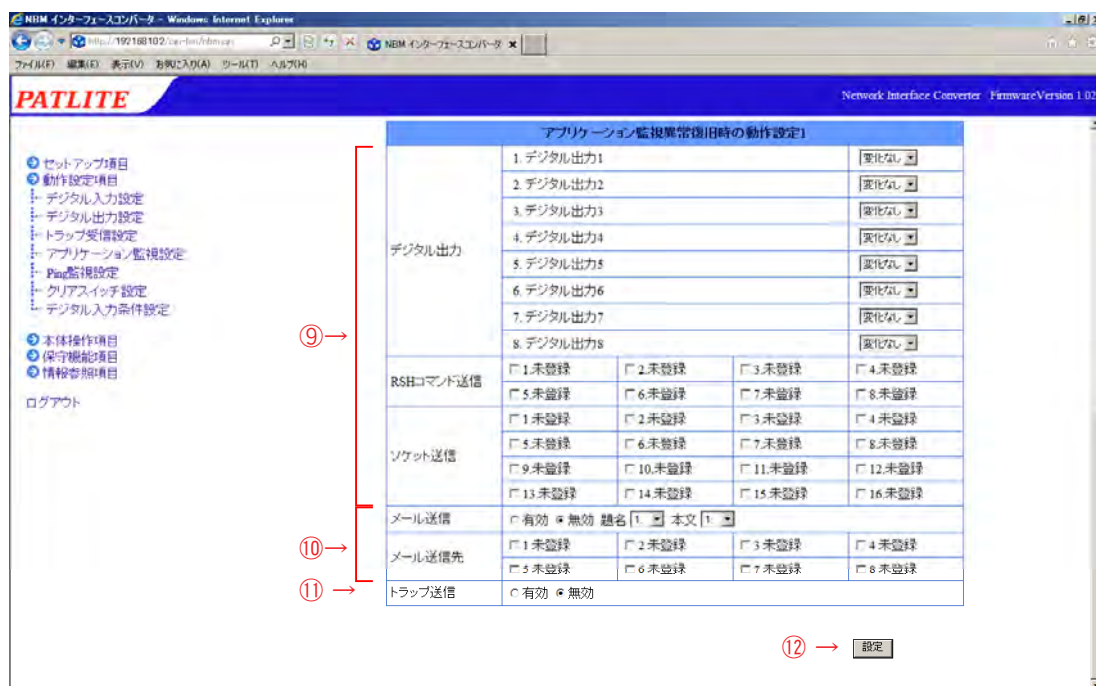 NBM インターフェースコンバータ - Windows Internet Explorer
NBM インターフェースコンバータ
ファイル(F) 編集(E) 表示(V) お気に入り(A) ツール(T) ヘルプ(H)
PATLITE
Network Interface Converter FirmwareVersion 1.02
セットアップ項目
動作設定項目
デジタル入力設定
デジタル出力設定
トラップ受信設定
アプリケーション監視設定
Ping監視設定
クリアスイッチ設定
デジタル入力条件設定
本体操作項目
保守機能項目
情報参照項目
ログアウト
アプリケーション監視異常復旧時の動作設定1
⑨→
デジタル出力
1. デジタル出力1 変化なし
2. デジタル出力2 変化なし
3. デジタル出力3 変化なし
4. デジタル出力4 変化なし
5. デジタル出力5 変化なし
6. デジタル出力6 変化なし
7. デジタル出力7 変化なし
8. デジタル出力8 変化なし
RSHコマンド送信
1.未登録 2.未登録 3.未登録 4.未登録
5.未登録 6.未登録 7.未登録 8.未登録
ソケット送信
1.未登録 2.未登録 3.未登録 4.未登録
5.未登録 6.未登録 7.未登録 8.未登録
9.未登録 10.未登録 11.未登録 12.未登録
13.未登録 14.未登録 15.未登録 16.未登録
⑩→
メール送信 有効 無効 題名 1. 本文 1
メール送信先
1.未登録 2.未登録 3.未登録 4.未登録
5.未登録 6.未登録 7.未登録 8.未登録
⑪ →
トラップ送信 有効 無効
⑫ → 設定